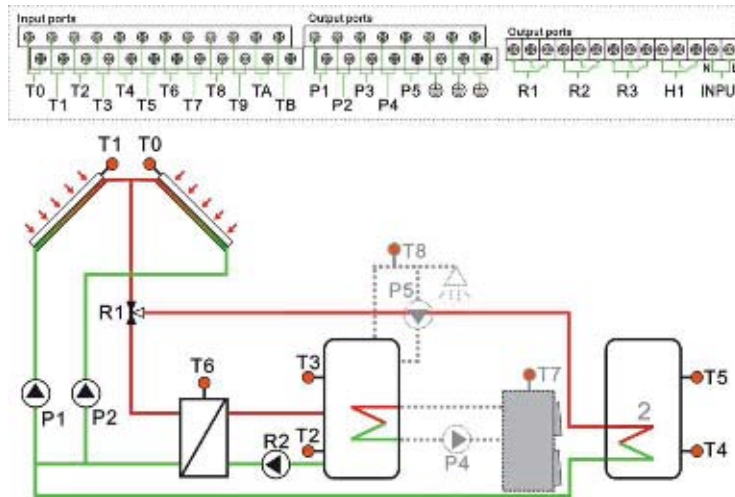 Input ports
Output ports
Output ports
T0 T2 T4 T6 T8 TA
T1 T3 T5 T7 T9 TB
P1 P3 P5
P2 P4
R1 R2 R3 H1 INPU
N L
T1 T0
T8
P5
R1
T6
T3
T7
T5
P1
P2
R2
T2
P4
2
T4